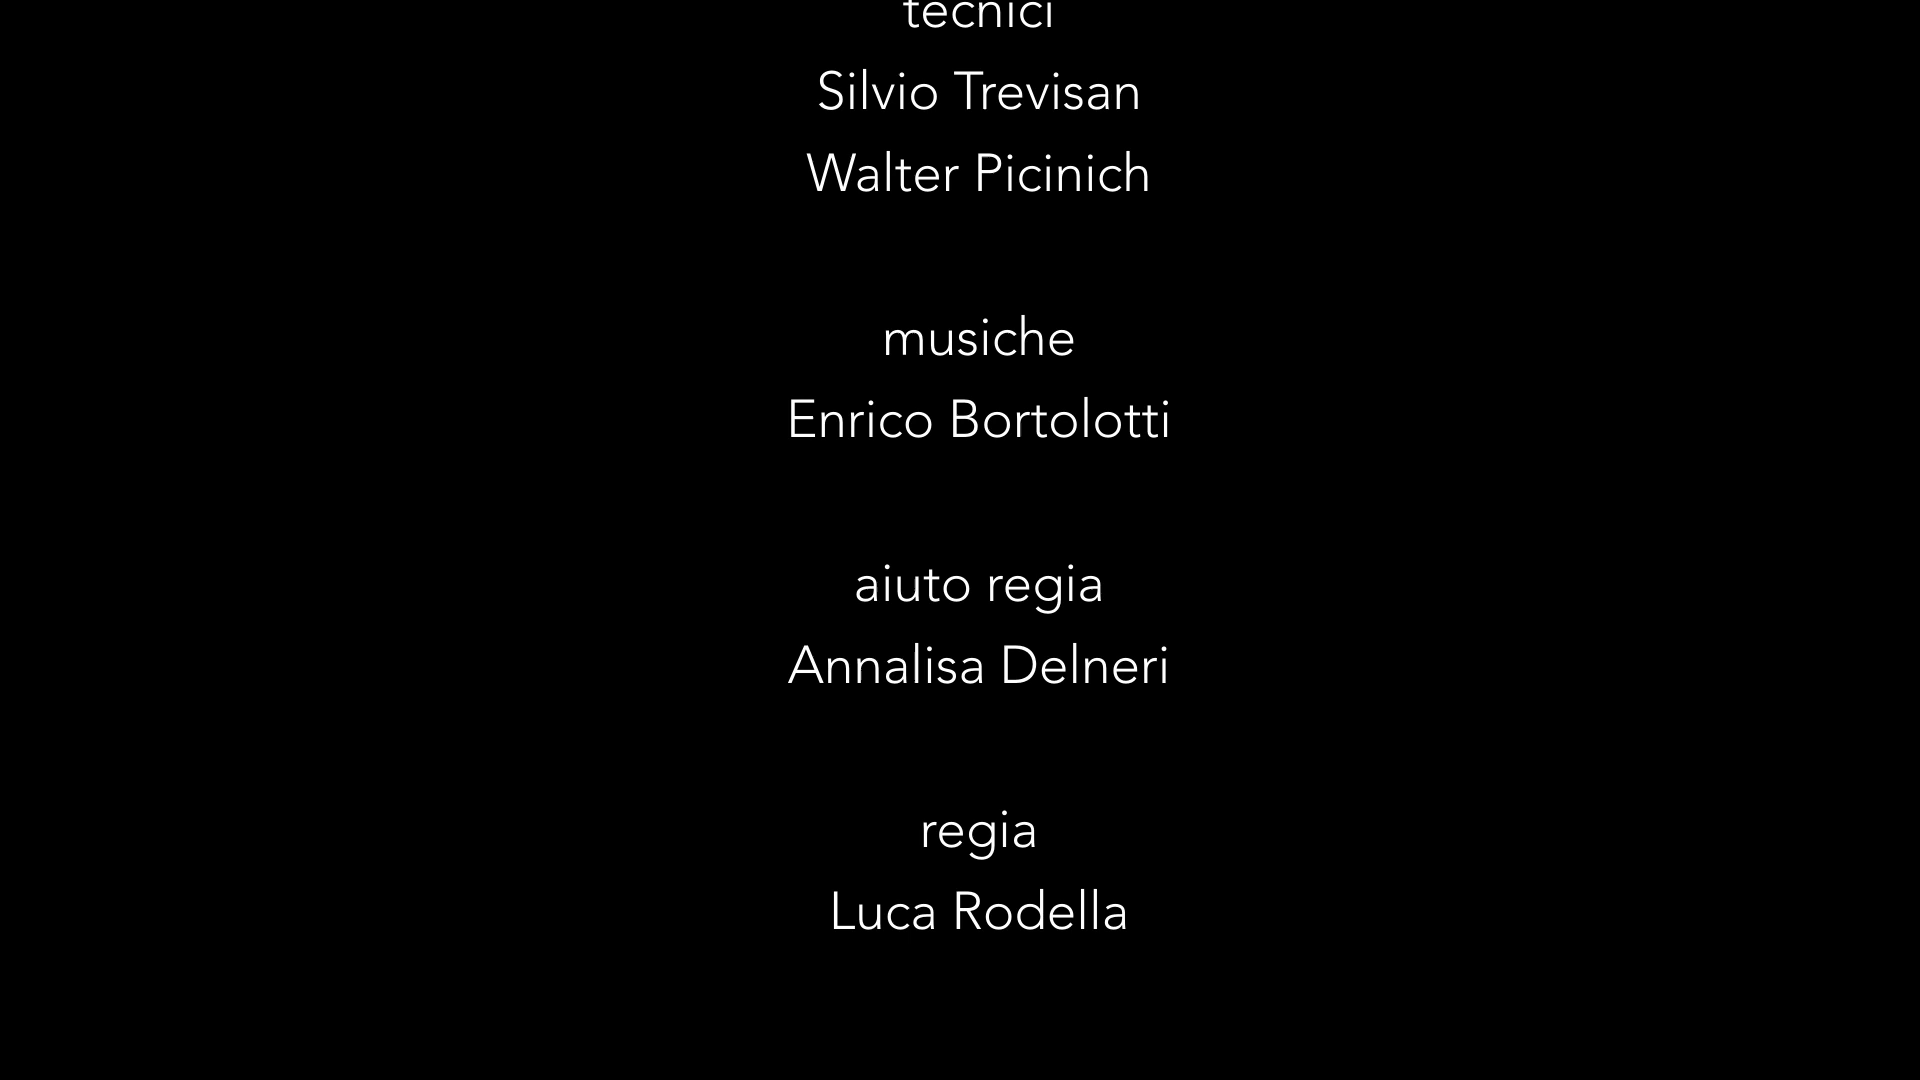 tecnici
Silvio Trevisan
Walter Picinich
musiche
Enrico Bortolotti
aiuto regia
Annalisa Delneri
regia
Luca Rodella